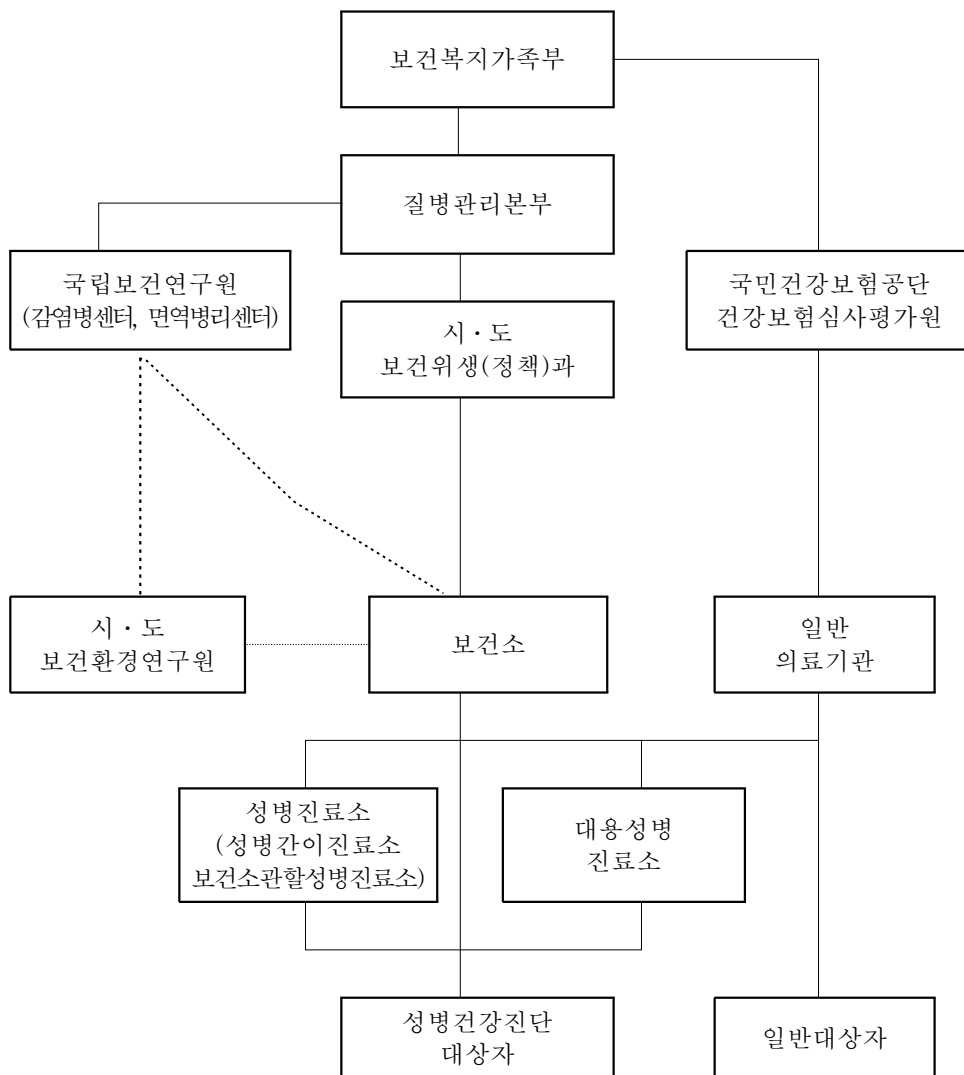 보건복지가족부
질병관리본부
국립보건연구원
(감염병센터, 면역병리센터)
국민건강보험공단
건강보험심사평가원
시·도
보건위생(정책)과
시·도
보건환경연구원
보건소
일반
의료기관
성병진료소
(성병간이진료소
보건소관할성병진료소)
대용성병
진료소
성병건강진단
대상자
일반대상자